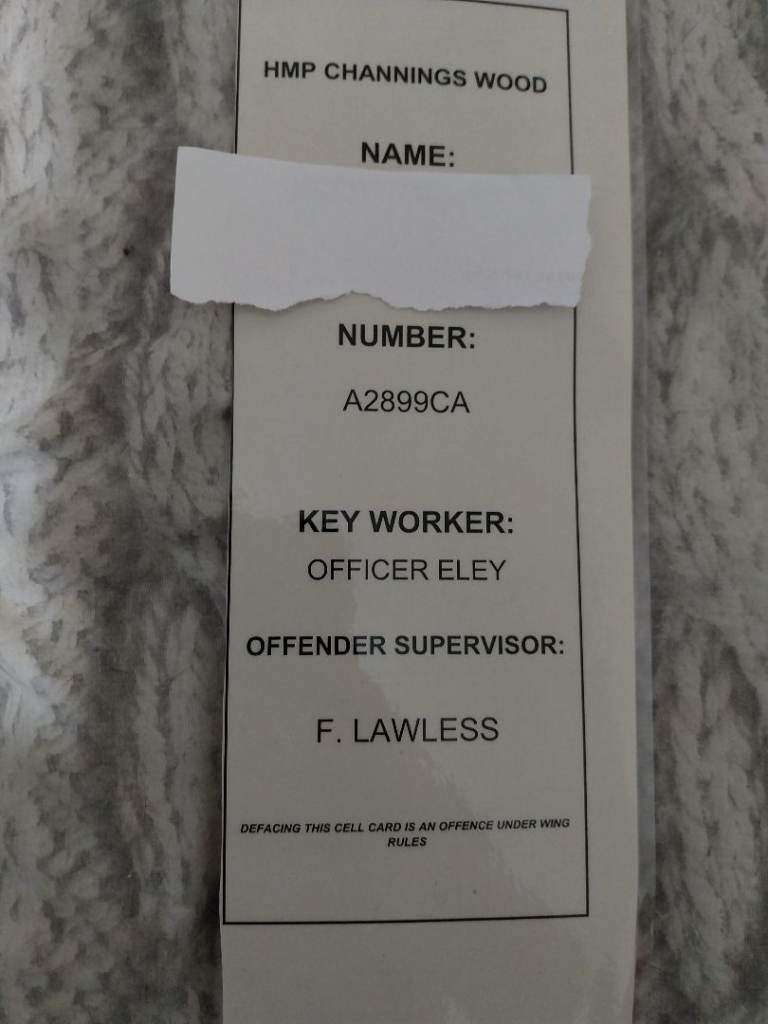 HMP CHANNINGS WOOD
NAME:
NUMBER:
A2899CA
KEY WORKER:
OFFICER ELEY
OFFENDER SUPERVISOR:
F. LAWLESS
DEFACING THIS CELL CARD IS AN OFFENCE UNDER WING
RULES